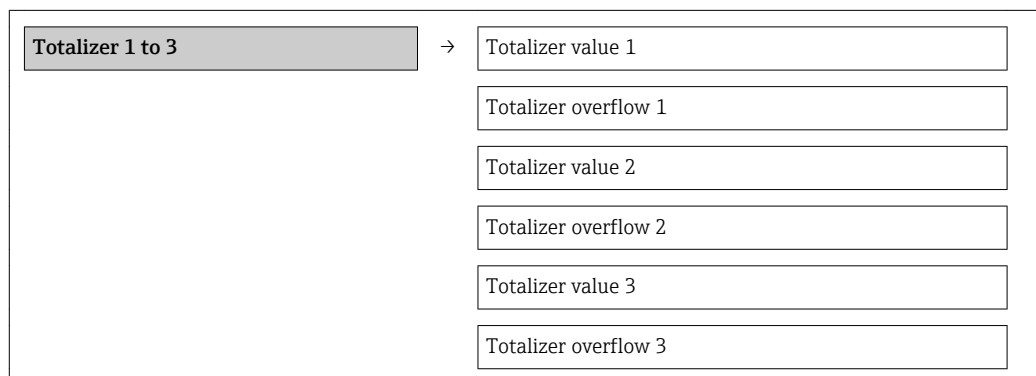 Totalizer 1 to 3 → Totalizer value 1
Totalizer overflow 1
Totalizer value 2
Totalizer overflow 2
Totalizer value 3
Totalizer overflow 3